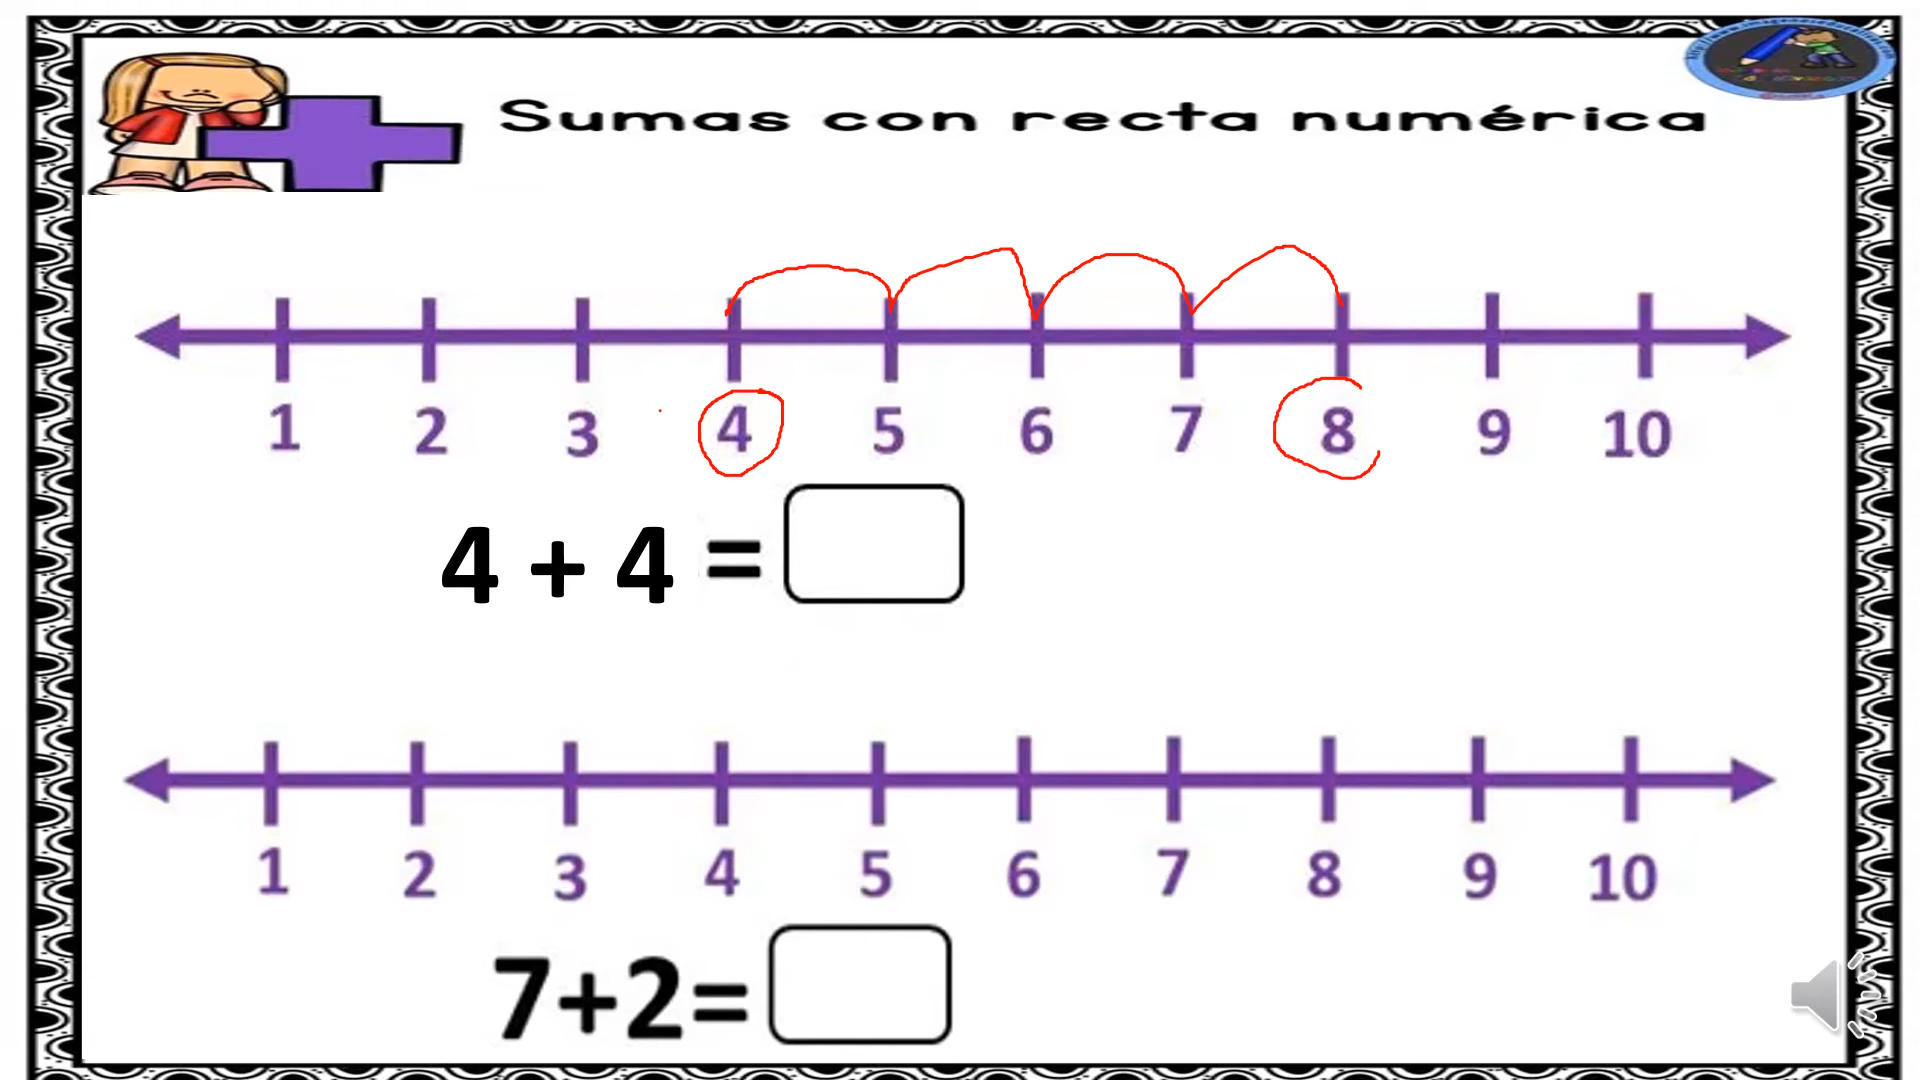 Sumas con recta numérica
1 2 3 4 5 6 7 8 9 10
4 + 4 =
1 2 3 4 5 6 7 8 9 10
7+2=